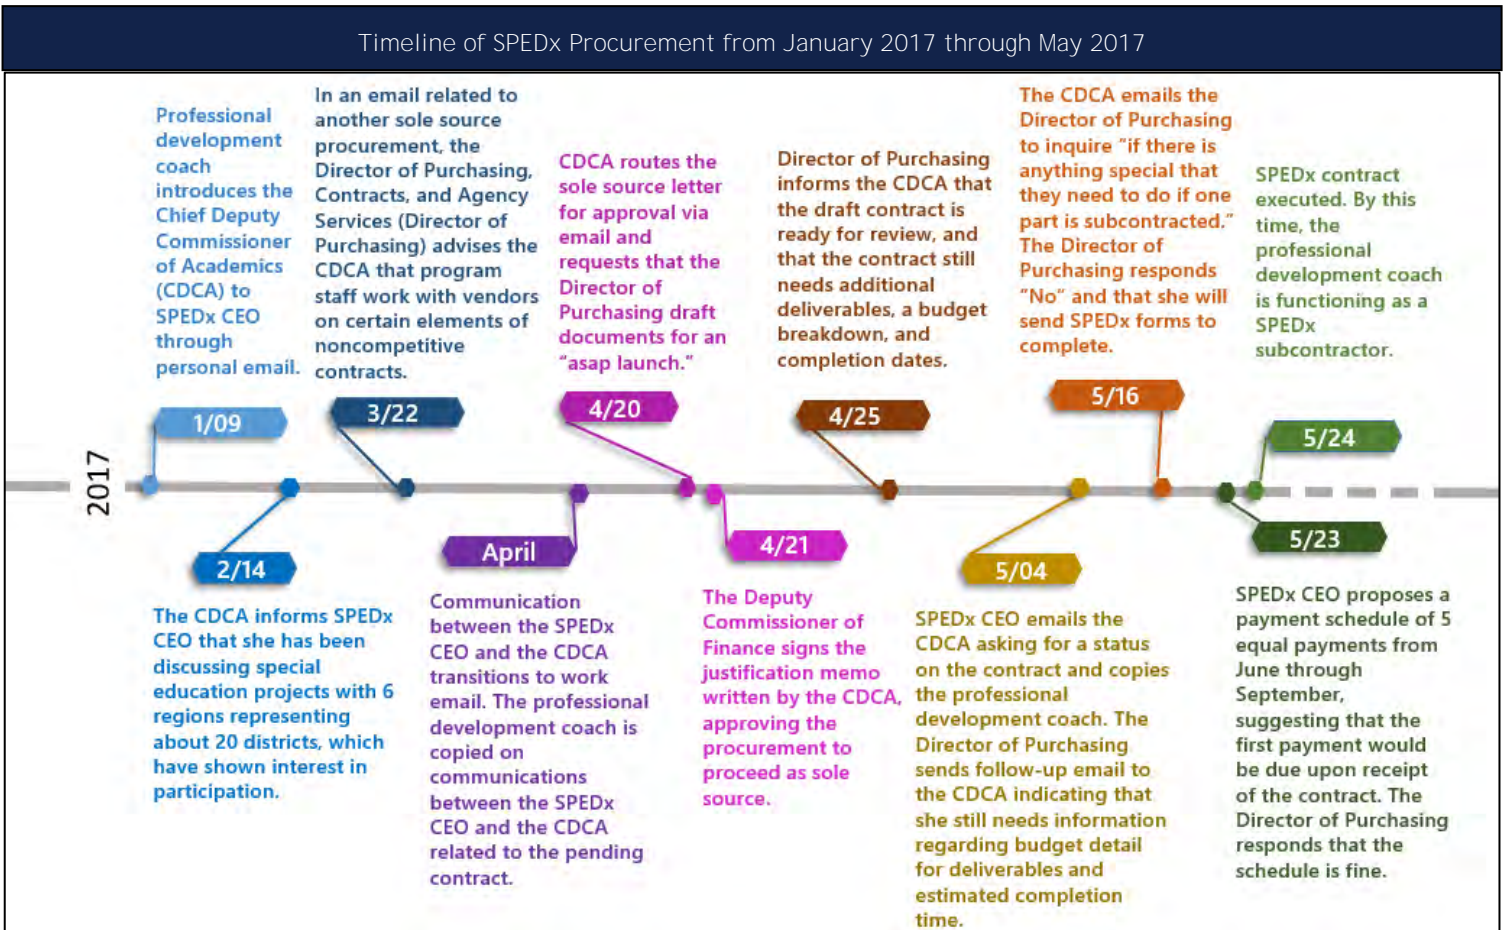 Timeline of SPEDx Procurement from January 2017 through May 2017
Professional
development
coach
introduces the
Chief Deputy
Commissioner
of Academics
(CDCA) to
SPEDx CEO
through
personal email.
In an email related to
another sole source
procurement, the
Director of Purchasing,
Contracts, and Agency
Services (Director of
Purchasing) advises the
CDCA that program
staff work with vendors
on certain elements of
noncompetitive
contracts.
CDCA routes the
sole source letter
for approval via
email and
requests that the
Director of
Purchasing draft
documents for an
"asap launch."
Director of Purchasing
informs the CDCA that
the draft contract is
ready for review, and
that the contract still
needs additional
deliverables, a budget
breakdown, and
completion dates.
The CDCA emails the
Director of Purchasing
to inquire "if there is
anything special that
they need to do if one
part is subcontracted."
The Director of
Purchasing responds
"No" and that she will
send SPEDx forms to
complete.
SPEDx contract
executed. By this
time, the
professional
development coach
is functioning as a
SPEDx
subcontractor.
1/09
3/22
4/20
4/25
5/16
5/24
2017
2/14
April
4/21
5/04
5/23
The CDCA informs SPEDx
CEO that she has been
discussing special
education projects with 6
regions representing
about 20 districts, which
have shown interest in
participation.
Communication
between the SPEDx
CEO and the CDCA
transitions to work
email. The professional
development coach is
copied on
communications
between the SPEDx
CEO and the CDCA
related to the pending
contract.
The Deputy
Commissioner of
Finance signs the
justification memo
written by the CDCA,
approving the
procurement to
proceed as sole
source.
SPEDx CEO emails the
CDCA asking for a status
on the contract and copies
the professional
development coach. The
Director of Purchasing
sends follow-up email to
the CDCA indicating that
she still needs information
regarding budget detail
for deliverables and
estimated completion
time.
SPEDx CEO proposes a
payment schedule of 5
equal payments from
June through
September,
suggesting that the
first payment would
be due upon receipt
of the contract. The
Director of Purchasing
responds that the
schedule is fine.